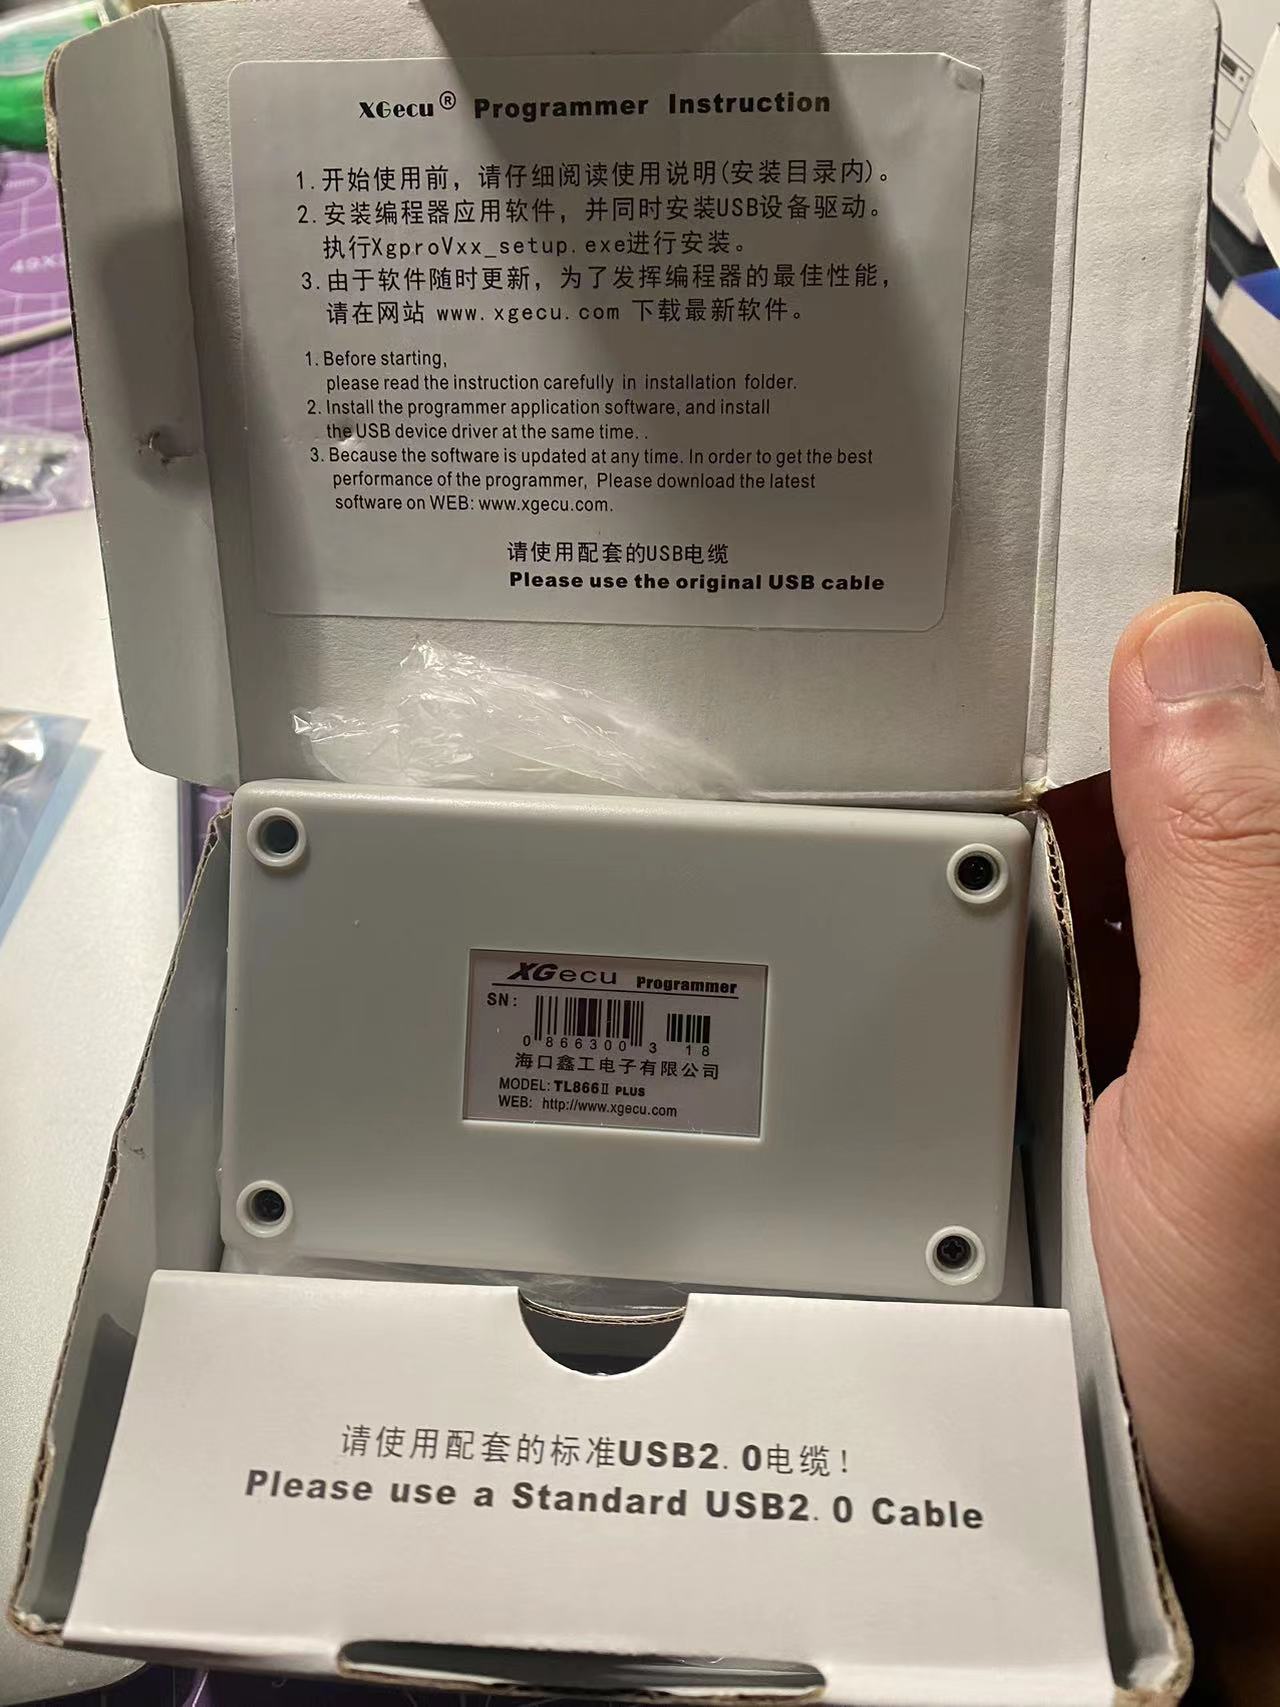 XGecu® Programmer Instruction
1.开始使用前，请仔细阅读使用说明(安装目录内)。
2.安装编程器应用软件，并同时安装USB设备驱动。
执行XgproVxx_setup.exe进行安装。
3.由于软件随时更新，为了发挥编程器的最佳性能，
请在网站 www.xgecu.com 下载最新软件。
1. Before starting,
please read the instruction carefully in installation folder.
2. Install the programmer application software, and install
the USB device driver at the same time. .
3. Because the software is updated at any time. In order to get the best
performance of the programmer, Please download the latest
software on WEB: www.xgecu.com.
请使用配套的USB电缆
Please use the original USB cable
XGecu Programmer
SN:
0 866300 3 18
海口鑫工电子有限公司
MODEL: TL866II PLUS
WEB: http://www.xgecu.com
请使用配套的标准USB2.0电缆！
Please use a Standard USB2.0 Cable